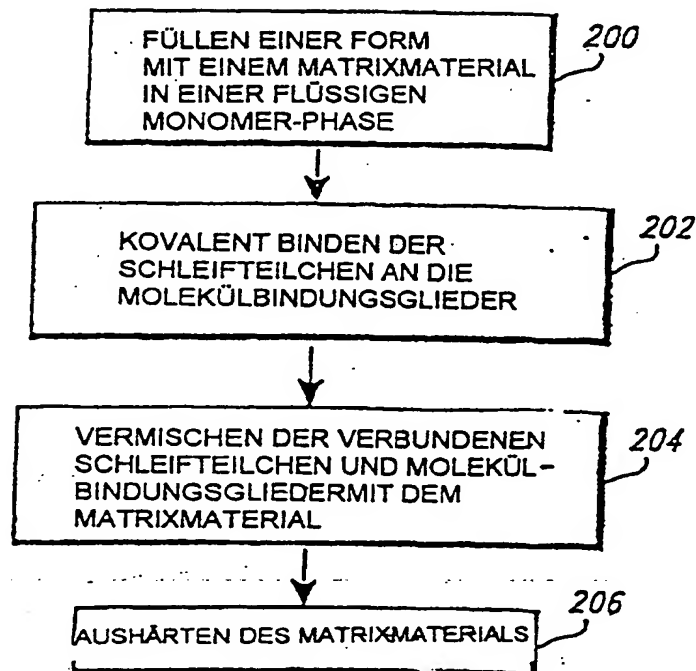 FÜLLEN EINER FORM
MIT EINEM MATRIXMATERIAL
IN EINER FLÜSSIGEN
MONOMER-PHASE
200
KOVALENT BINDEN DER
SCHLEIFTEILCHEN AN DIE
MOLEKÜLBINDUNGSGLIEDER
202
VERMISCHEN DER VERBUNDENEN
SCHLEIFTEILCHEN UND MOLEKÜL-
BINDUNGSGLIEDERMIT DEM
MATRIXMATERIAL
204
AUSHÄRTEN DES MATRIXMATERIALS
206